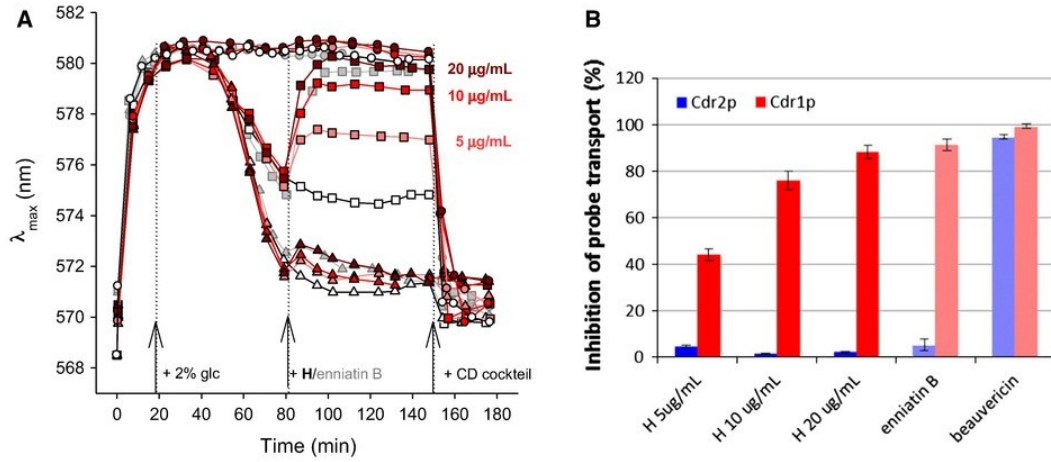 A
582
580
578
576
574
572
570
568
λmax (nm)
20 µg/mL
10 µg/mL
5 µg/mL
+ 2% glc
+ H/enniatin B
+ CD cockteil
0 20 40 60 80 100 120 140 160 180
Time (min)
B
120
100
80
60
40
20
0
Inhibition of probe transport (%)
Cdr2p Cdr1p
H 5ug/mL
H 10 ug/mL
H 20 ug/mL
enniatin B
beauvericin